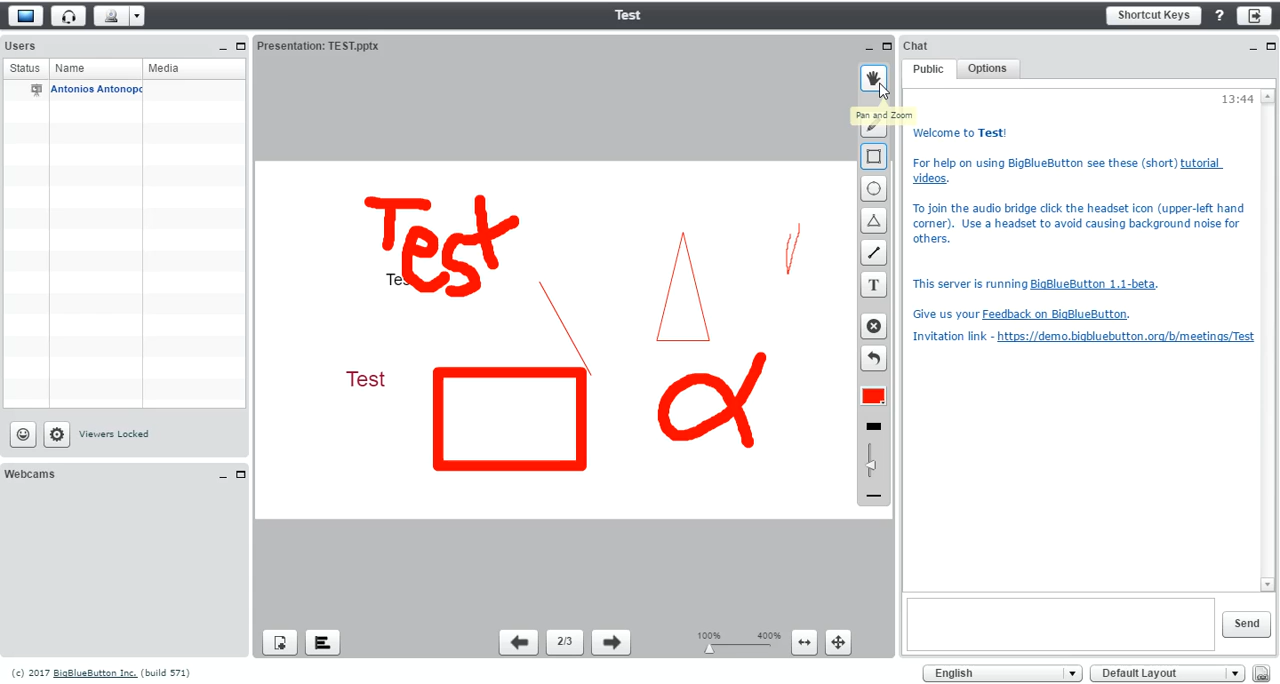 Test
Shortcut Keys
?
Users
Status Name Media
Antonios Antonopo
Viewers Locked
Webcams
Presentation: TEST.pptx
Pan and Zoom
Test
Test
α
T
2/3
100% 400%
Chat
Public Options
13:44
Welcome to Test!
For help on using BigBlueButton see these (short) tutorial
videos.
To join the audio bridge click the headset icon (upper-left hand
corner). Use a headset to avoid causing background noise for
others.
This server is running BigBlueButton 1.1-beta.
Give us your Feedback on BigBlueButton.
Invitation link - https://demo.bigbluebutton.org/b/meetings/Test
Send
(c) 2017 BigBlueButton Inc. (build 571)
English
Default Layout